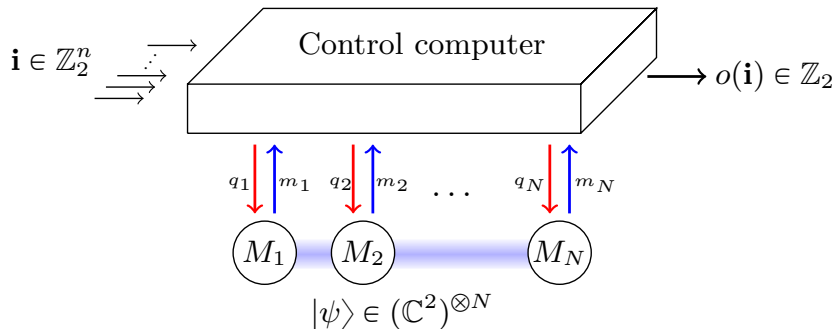 Control computer
𝐢 ∈ ℤ₂ⁿ
o(𝐢) ∈ ℤ₂
q₁ m₁ q₂ m₂ ... q_N m_N
M₁ M₂ M_N
|ψ⟩ ∈ (ℂ²)^{⊗N}